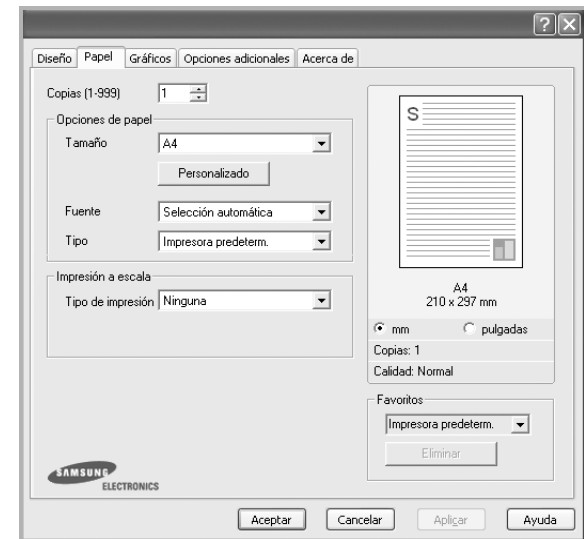 Diseño Papel Gráficos Opciones adicionales Acerca de
Copias (1-999) 1
Opciones de papel
Tamaño A4
Personalizado
Fuente Selección automática
Tipo Impresora predeterm.
Impresión a escala
Tipo de impresión Ninguna
S
A4
210 x 297 mm
mm pulgadas
Copias: 1
Calidad: Normal
Favoritos
Impresora predeterm.
Eliminar
SAMSUNG
ELECTRONICS
Aceptar Cancelar Aplicar Ayuda